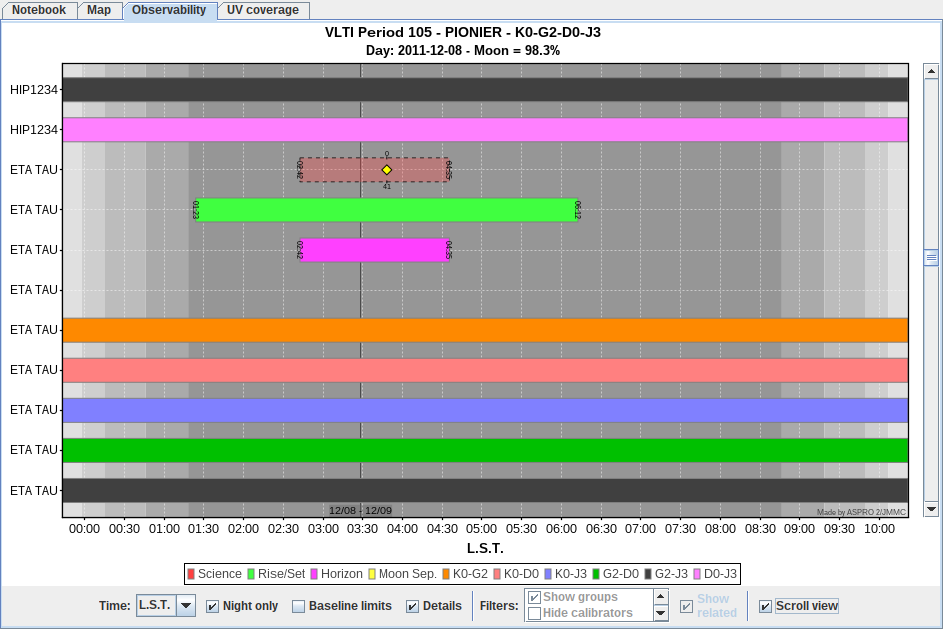 Notebook Map Observability UV coverage
VLTI Period 105 - PIONIER - K0-G2-D0-J3
Day: 2011-12-08 - Moon = 98.3%
HIP1234
HIP1234
0
ETA TAU 02:42 04:35
41
ETA TAU 01:23 06:12
ETA TAU 02:42 04:35
ETA TAU
ETA TAU
ETA TAU
ETA TAU
ETA TAU
ETA TAU
12/08 - 12/09 Made by ASPRO 2/JMMC
00:00 00:30 01:00 01:30 02:00 02:30 03:00 03:30 04:00 04:30 05:00 05:30 06:00 06:30 07:00 07:30 08:00 08:30 09:00 09:30 10:00
L.S.T.
Science Rise/Set Horizon Moon Sep. K0-G2 K0-D0 K0-J3 G2-D0 G2-J3 D0-J3
Time: L.S.T. Night only Baseline limits Details Filters: Show groups Hide calibrators Show related Scroll view